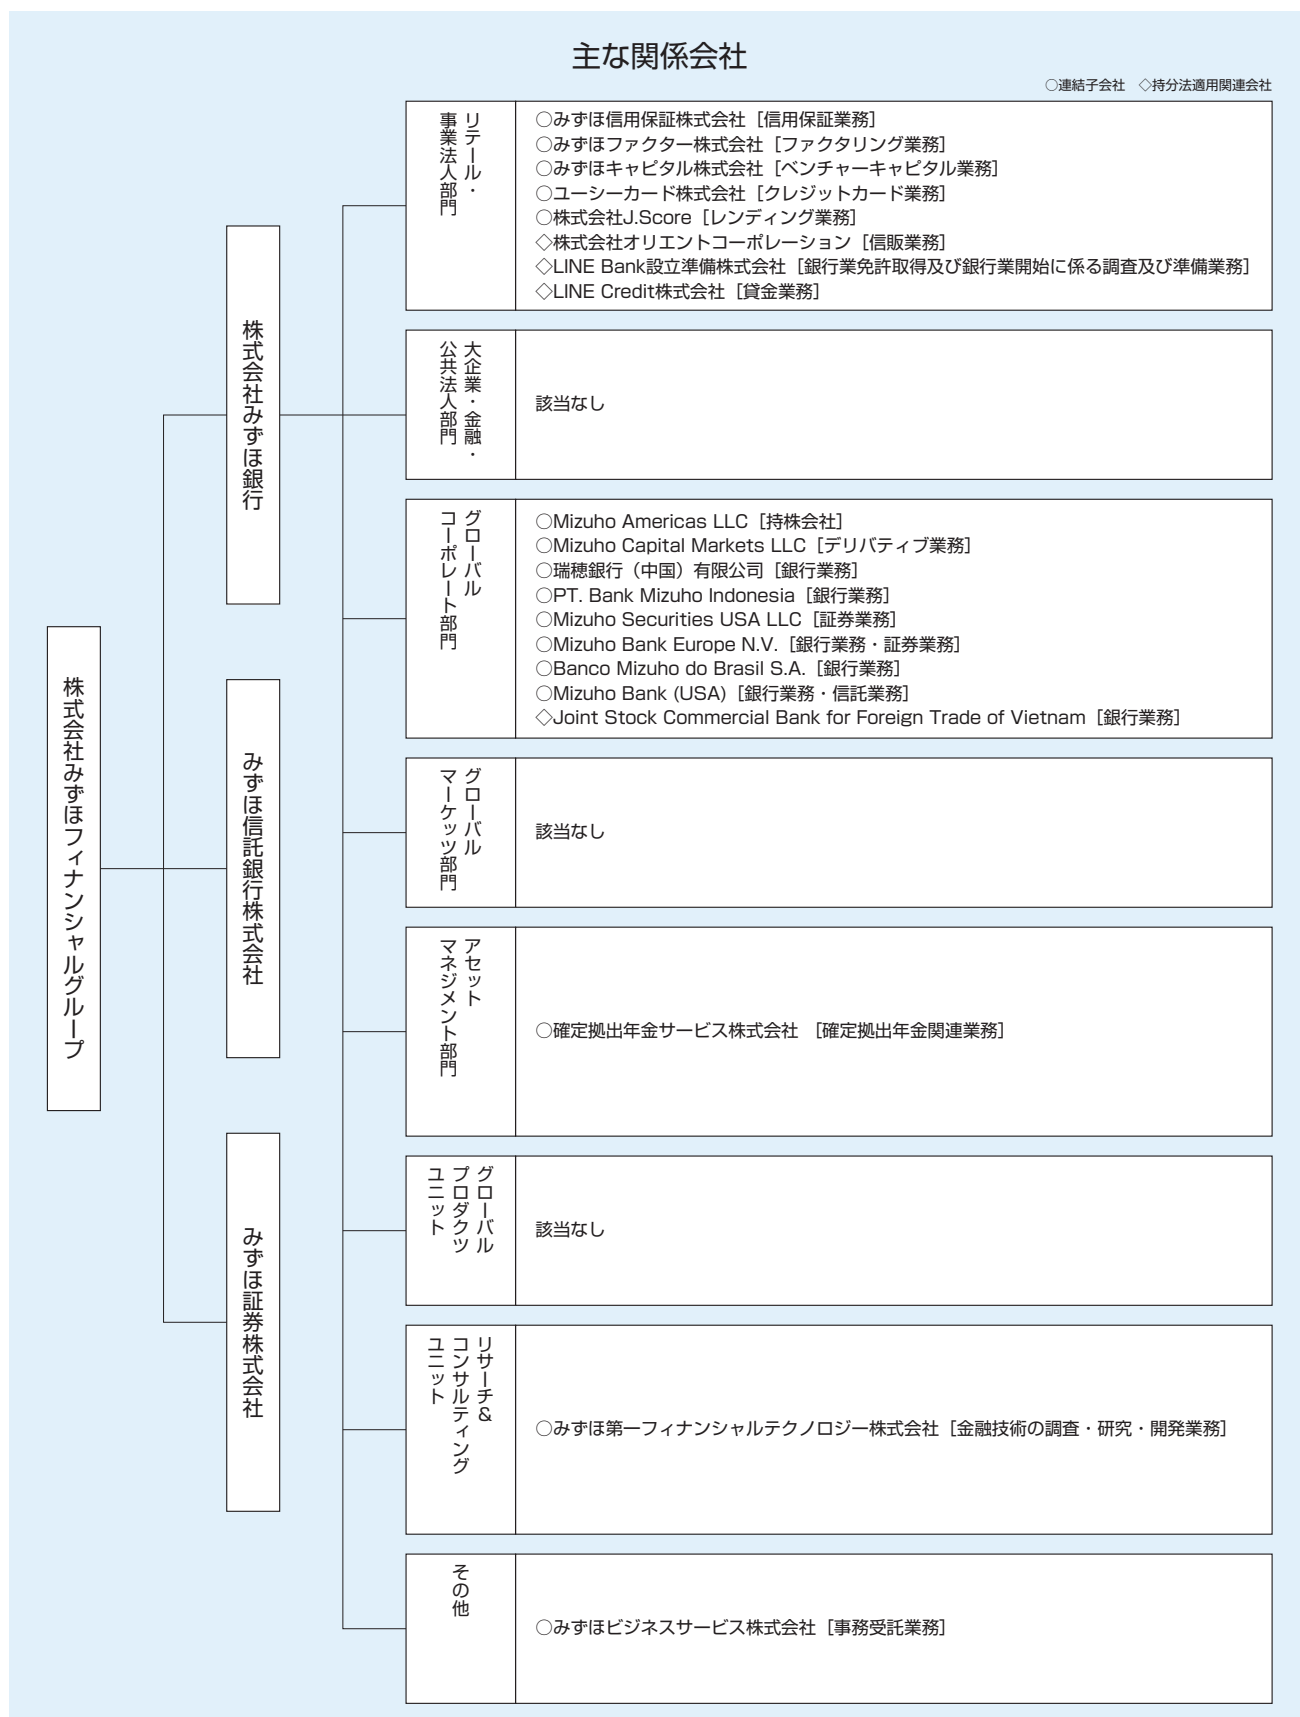 主な関係会社
○連結子会社　◇持分法適用関連会社
株式会社みずほフィナンシャルグループ
株式会社みずほ銀行
みずほ信託銀行株式会社
みずほ証券株式会社
リテール・
事業法人部門
○みずほ信用保証株式会社［信用保証業務］
○みずほファクター株式会社［ファクタリング業務］
○みずほキャピタル株式会社［ベンチャーキャピタル業務］
○ユーシーカード株式会社［クレジットカード業務］
○株式会社J.Score［レンディング業務］
◇株式会社オリエントコーポレーション［信販業務］
◇LINE Bank設立準備株式会社［銀行業免許取得及び銀行業開始に係る調査及び準備業務］
◇LINE Credit株式会社［貸金業務］
大企業・金融・
公共法人部門
該当なし
グローバル
コーポレート部門
○Mizuho Americas LLC［持株会社］
○Mizuho Capital Markets LLC［デリバティブ業務］
○瑞穂銀行（中国）有限公司［銀行業務］
○PT. Bank Mizuho Indonesia［銀行業務］
○Mizuho Securities USA LLC［証券業務］
○Mizuho Bank Europe N.V.［銀行業務・証券業務］
○Banco Mizuho do Brasil S.A.［銀行業務］
○Mizuho Bank (USA)［銀行業務・信託業務］
◇Joint Stock Commercial Bank for Foreign Trade of Vietnam［銀行業務］
グローバル
マーケッツ部門
該当なし
アセット
マネジメント部門
○確定拠出年金サービス株式会社　［確定拠出年金関連業務］
グローバル
プロダクツ
ユニット
該当なし
リサーチ&
コンサルティング
ユニット
○みずほ第一フィナンシャルテクノロジー株式会社［金融技術の調査・研究・開発業務］
その他
○みずほビジネスサービス株式会社［事務受託業務］